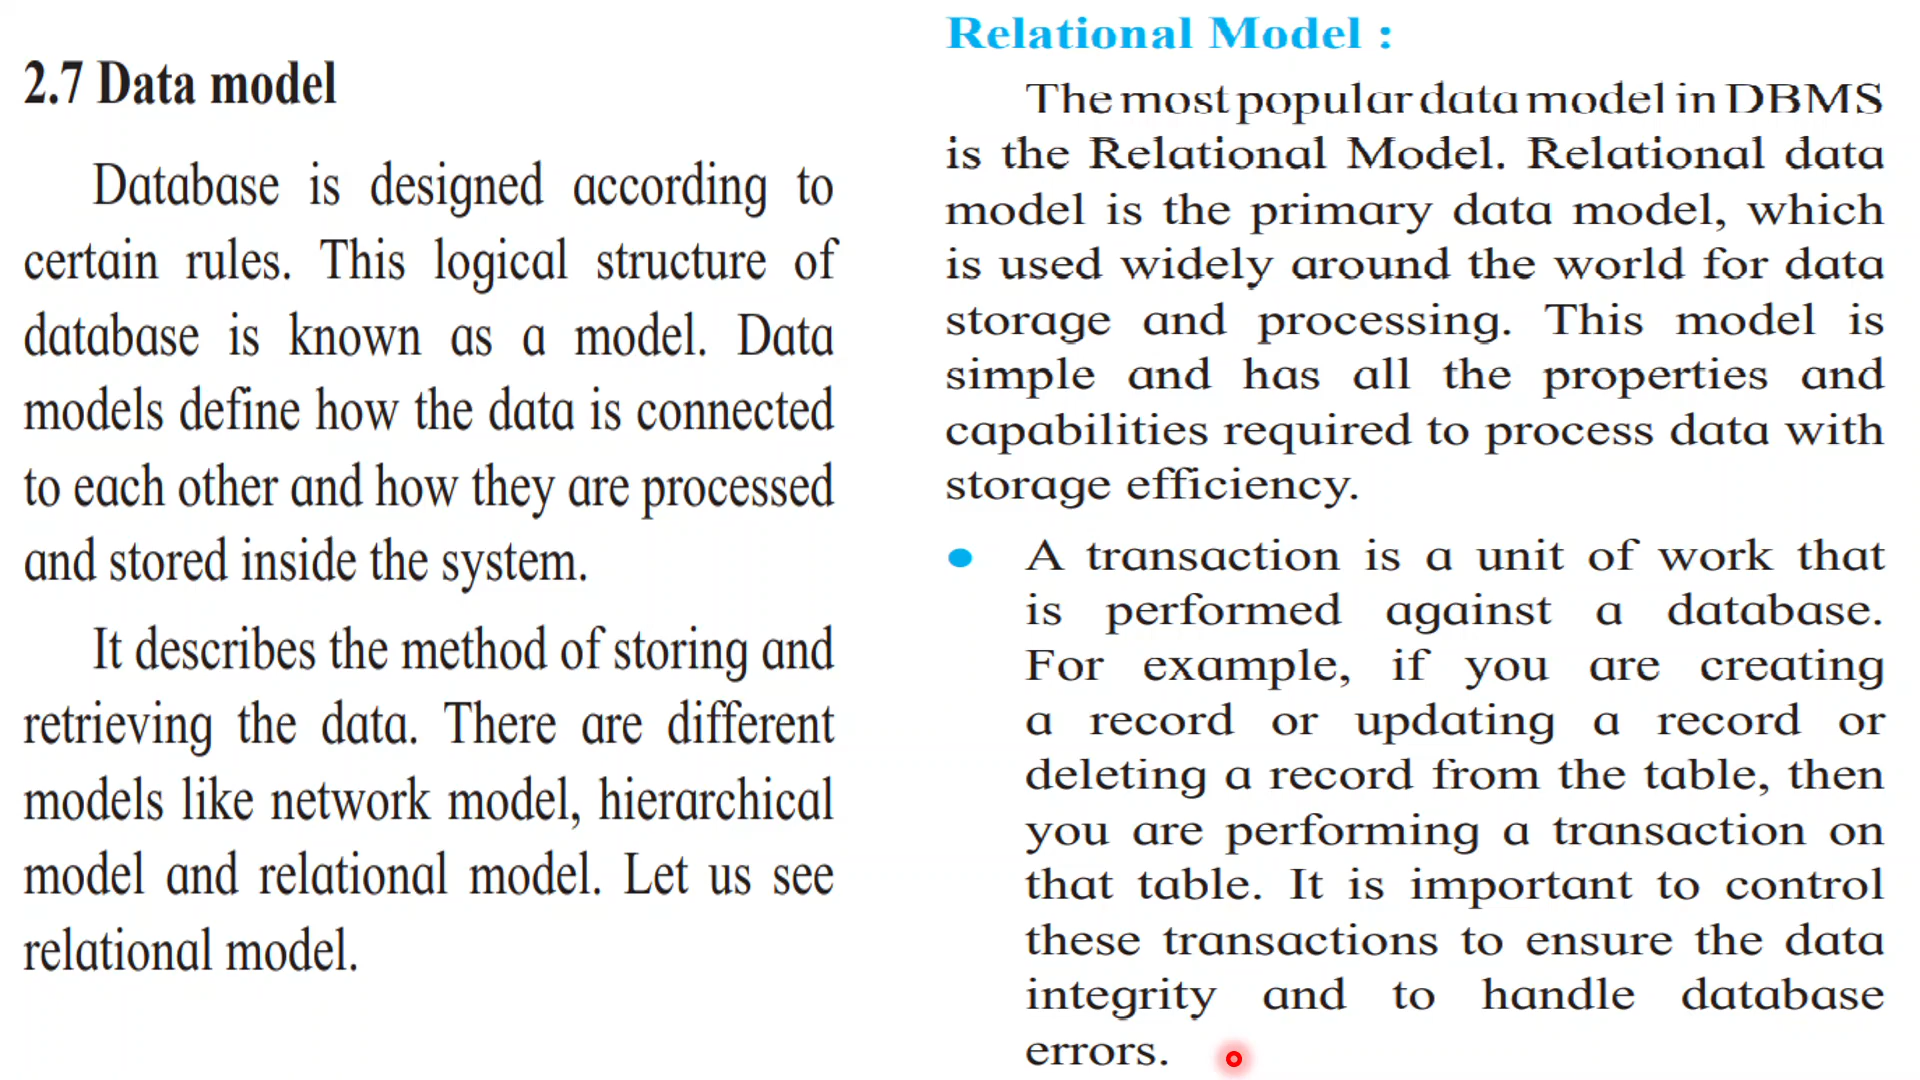 2.7 Data model
Database is designed according to
certain rules. This logical structure of
database is known as a model. Data
models define how the data is connected
to each other and how they are processed
and stored inside the system.
It describes the method of storing and
retrieving the data. There are different
models like network model, hierarchical
model and relational model. Let us see
relational model.
Relational Model :
The most popular data model in DBMS
is the Relational Model. Relational data
model is the primary data model, which
is used widely around the world for data
storage and processing. This model is
simple and has all the properties and
capabilities required to process data with
storage efficiency.
• A transaction is a unit of work that
is performed against a database.
For example, if you are creating
a record or updating a record or
deleting a record from the table, then
you are performing a transaction on
that table. It is important to control
these transactions to ensure the data
integrity and to handle database
errors.